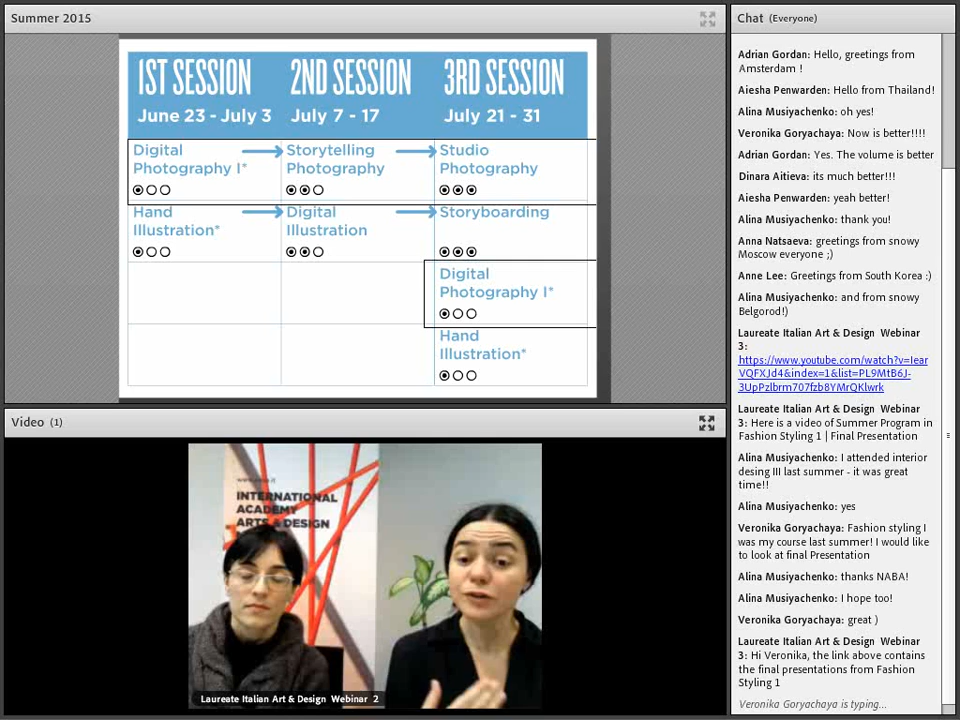 Summer 2015
1ST SESSION 2ND SESSION 3RD SESSION
June 23 - July 3 July 7 - 17 July 21 - 31
Digital Storytelling Studio
Photography I* Photography Photography
Hand Digital Storyboarding
Illustration* Illustration
Digital
Photography I*
Hand
Illustration*
Video (1)
INTERNATIONAL
ACADEMY
ARTS & DESIGN
Laureate Italian Art & Design Webinar 2
Chat (Everyone)
Adrian Gordan: Hello, greetings from
Amsterdam !
Aiesha Penwarden: Hello from Thailand!
Alina Musiyachenko: oh yes!
Veronika Goryachaya: Now is better!!!!
Adrian Gordan: Yes. The volume is better
Dinara Aitieva: its much better!!!
Aiesha Penwarden: yeah better!
Alina Musiyachenko: thank you!
Anna Natsaeva: greetings from snowy
Moscow everyone ;)
Anne Lee: Greetings from South Korea :)
Alina Musiyachenko: and from snowy
Belgorod!)
Laureate Italian Art & Design Webinar
3:
https://www.youtube.com/watch?v=Iear
VQFXJd4&index=1&list=PL9MtB6J-
3UpPzlbrm707fzb8YMrQKlwrk
Laureate Italian Art & Design Webinar
3: Here is a video of Summer Program in
Fashion Styling 1 | Final Presentation
Alina Musiyachenko: I attended interior
desing III last summer - it was great
time!!
Alina Musiyachenko: yes
Veronika Goryachaya: Fashion styling I
was my course last summer! I would like
to look at final Presentation
Alina Musiyachenko: thanks NABA!
Alina Musiyachenko: I hope too!
Veronika Goryachaya: great )
Laureate Italian Art & Design Webinar
3: Hi Veronika, the link above contains
the final presentations from Fashion
Styling 1
Veronika Goryachaya is typing...